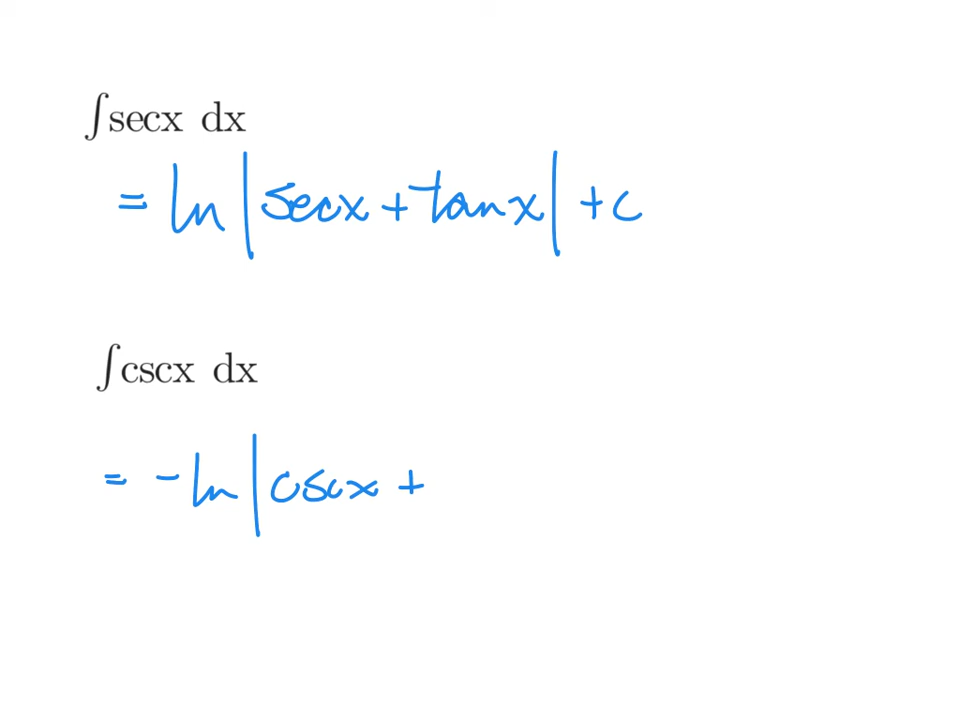 ∫secx dx
= ln |secx + tanx| + c
∫cscx dx
= -ln |cscx +